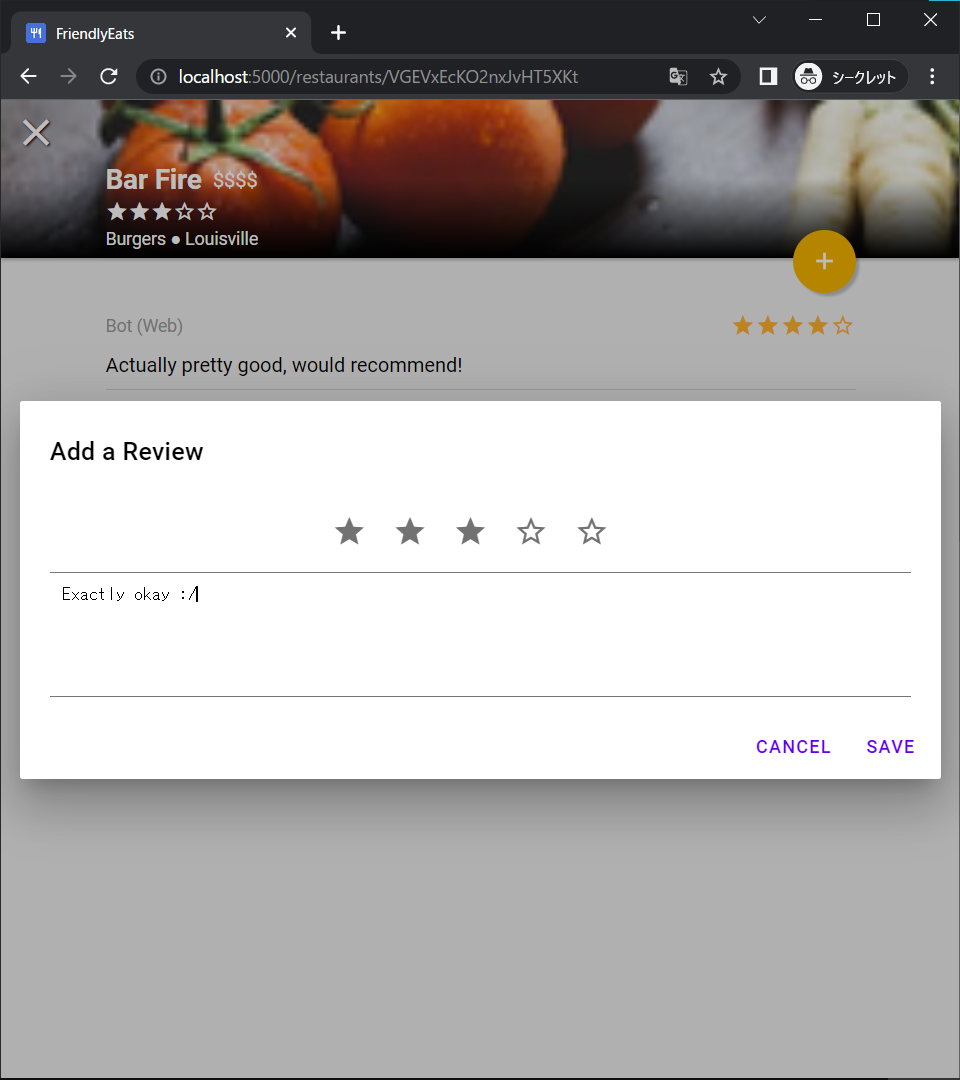 FriendlyEats
localhost:5000/restaurants/VGEVxEcKO2nxJvHT5XKt
シークレット
Bar Fire $$$$
Burgers ● Louisville
Bot (Web)
Actually pretty good, would recommend!
Add a Review
Exactly okay :/
CANCEL SAVE